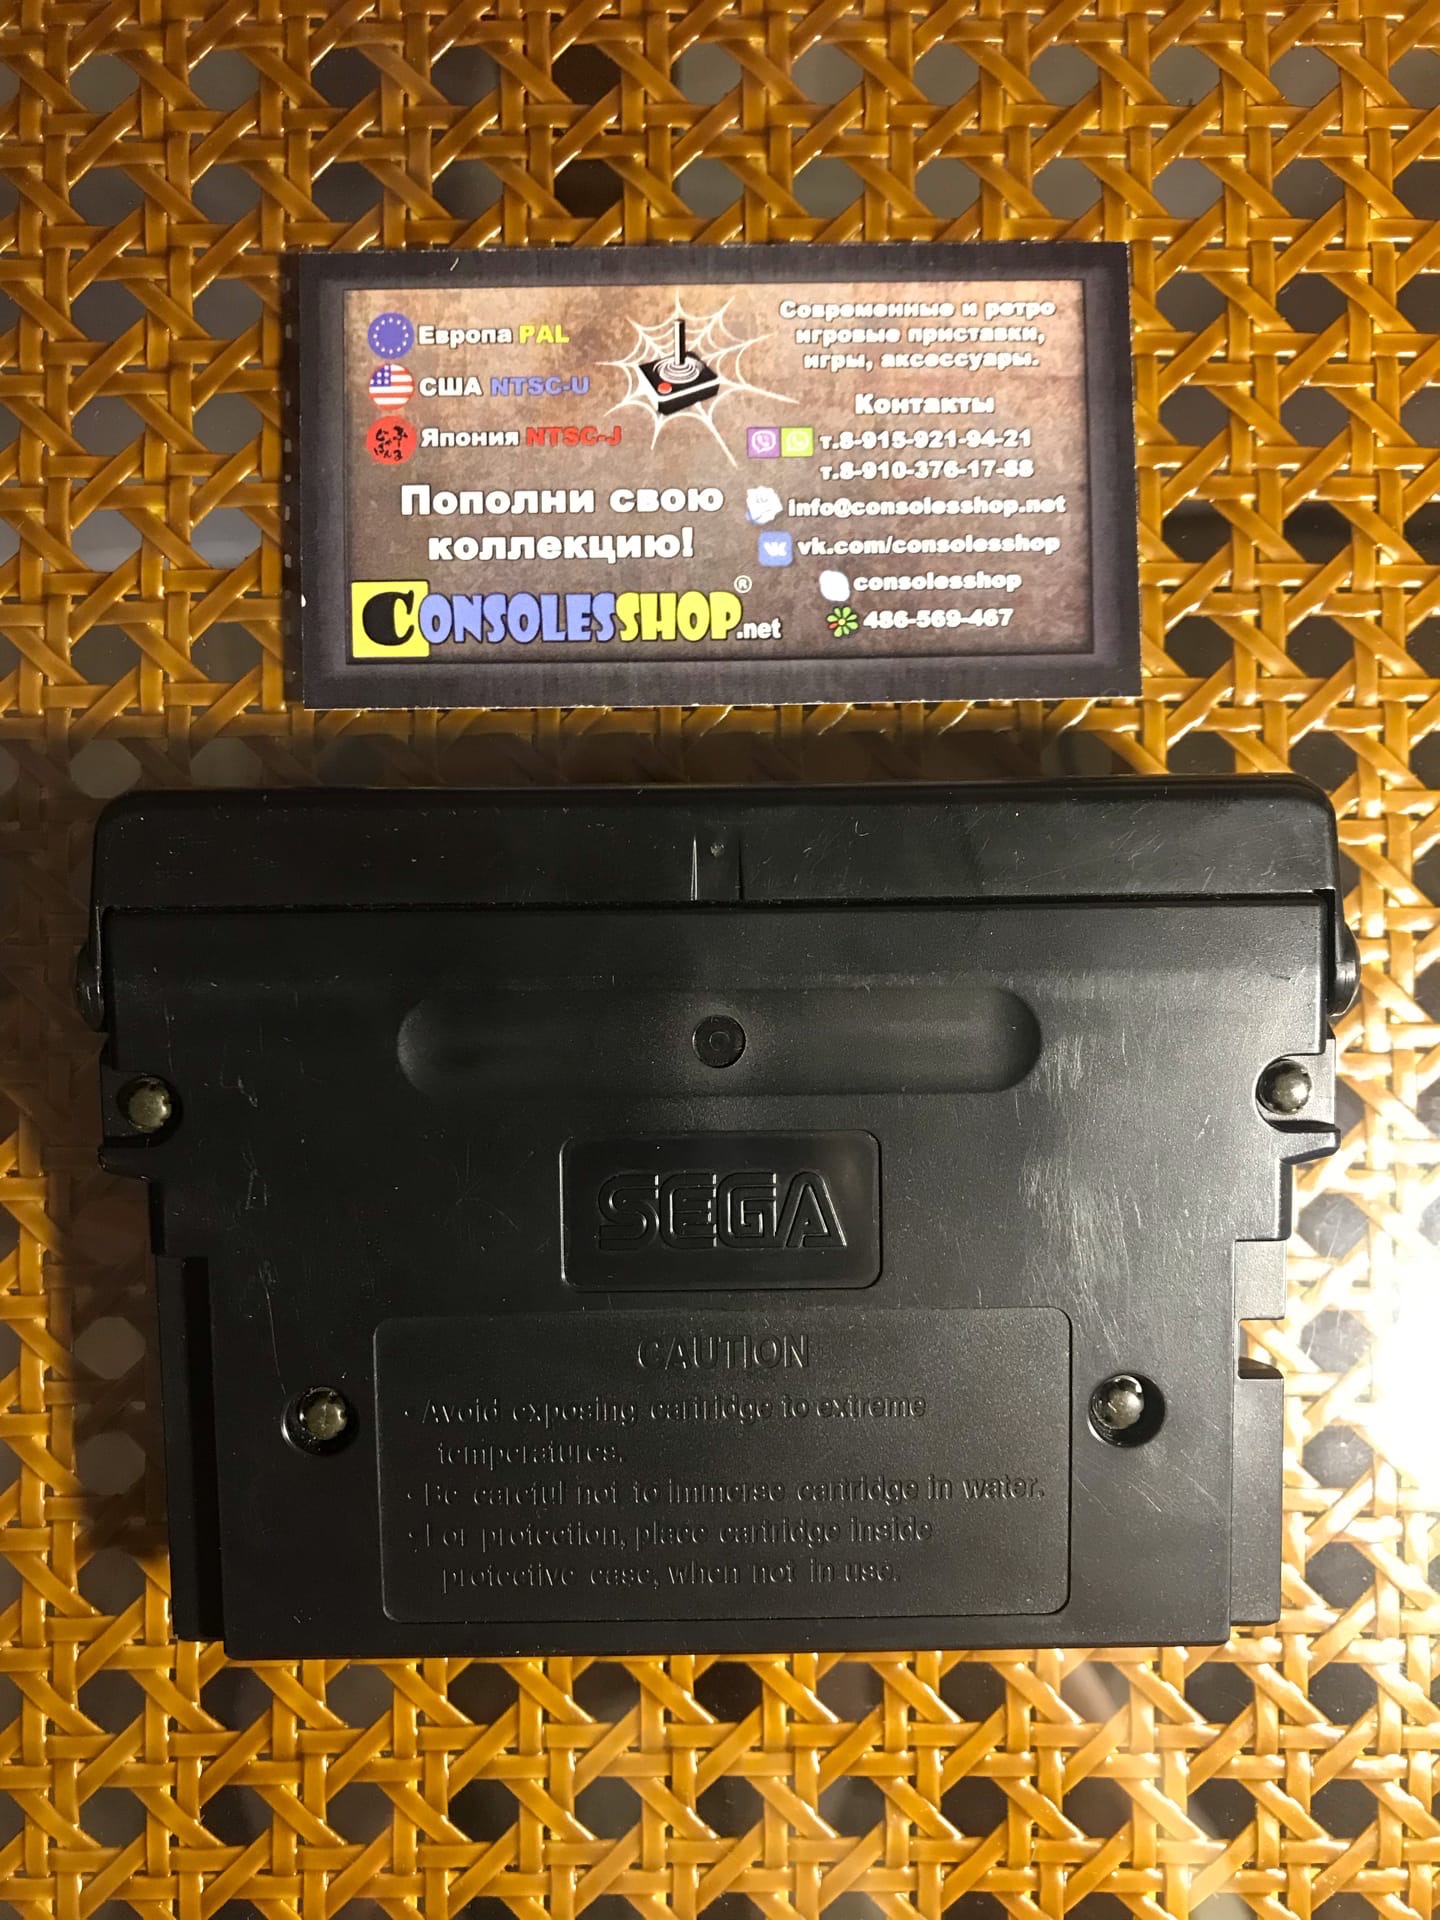 Европа PAL
США NTSC-U
Япония NTSC-J
Пополни свою
коллекцию!
CONSOLESSHOP.net ®
Современные и ретро
игровые приставки,
игры, аксессуары.
Контакты
т.8-915-921-94-21
т.8-910-376-17-88
info@consolesshop.net
vk.com/consolesshop
consolesshop
486-569-467
SEGA
CAUTION
• Avoid exposing cartridge to extreme
temperatures.
• Be careful not to immerse cartridge in water.
• For protection, place cartridge inside
protective case, when not in use.